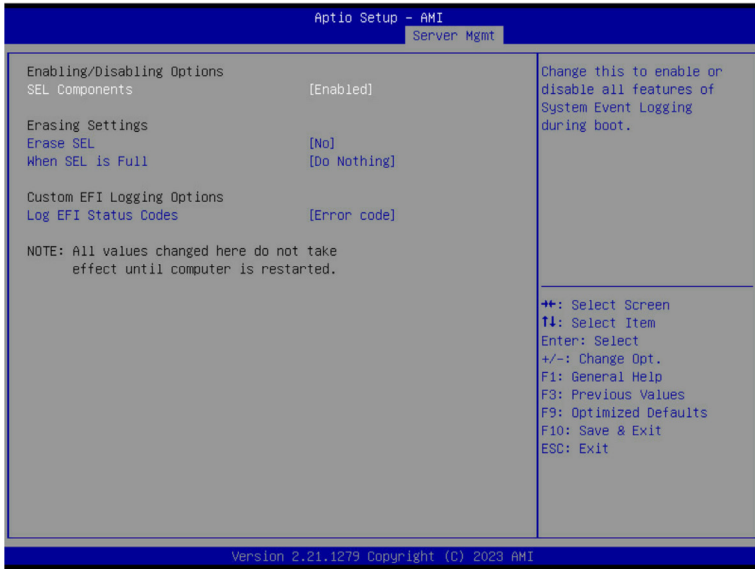 Aptio Setup – AMI
Server Mgmt
Enabling/Disabling Options
SEL Components [Enabled]
Erasing Settings
Erase SEL [No]
When SEL is Full [Do Nothing]
Custom EFI Logging Options
Log EFI Status Codes [Error code]
NOTE: All values changed here do not take
effect until computer is restarted.
Change this to enable or
disable all features of
System Event Logging
during boot.
→←: Select Screen
↑↓: Select Item
Enter: Select
+/-: Change Opt.
F1: General Help
F3: Previous Values
F9: Optimized Defaults
F10: Save & Exit
ESC: Exit
Version 2.21.1279 Copyright (C) 2023 AMI